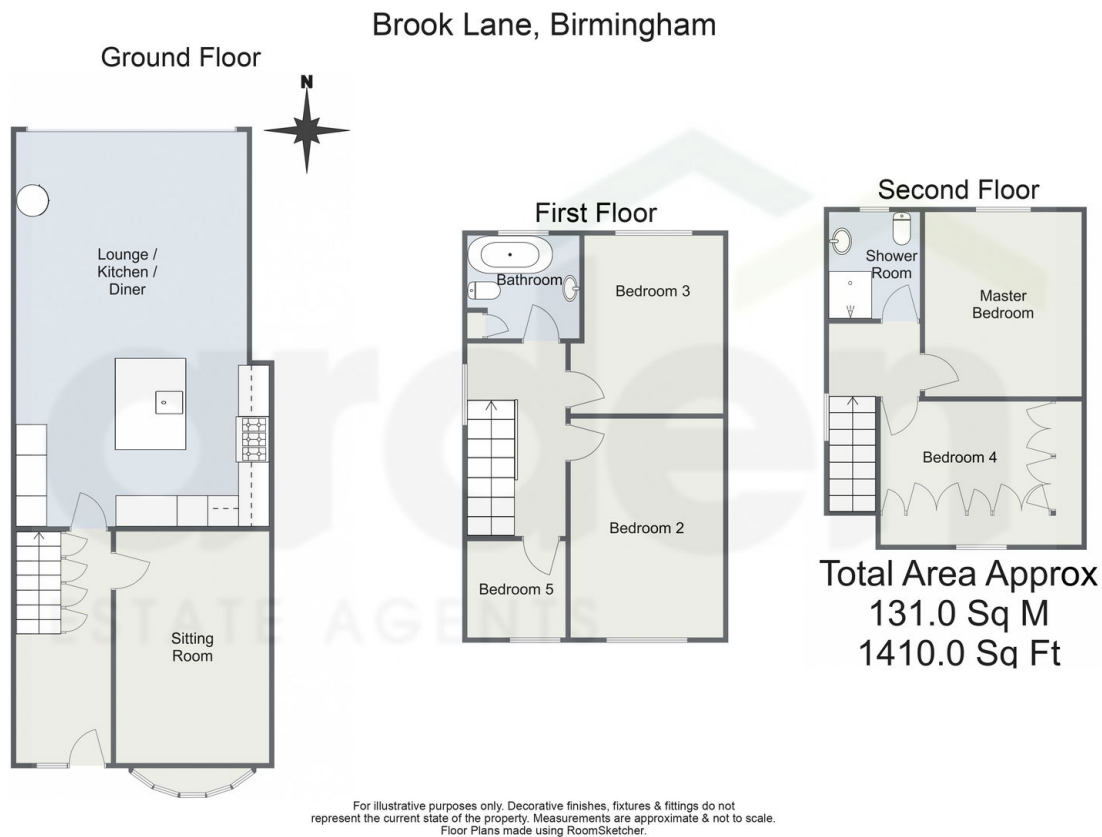 Brook Lane, Birmingham
Ground Floor
N
Lounge /
Kitchen /
Diner
Sitting
Room
First Floor
Bathroom
Bedroom 3
Bedroom 2
Bedroom 5
Second Floor
Shower
Room
Master
Bedroom
Bedroom 4
Total Area Approx
131.0 Sq M
1410.0 Sq Ft
arden
ESTATE AGENTS
For illustrative purposes only. Decorative finishes, fixtures & fittings do not
represent the current state of the property. Measurements are approximate & not to scale.
Floor Plans made using RoomSketcher.